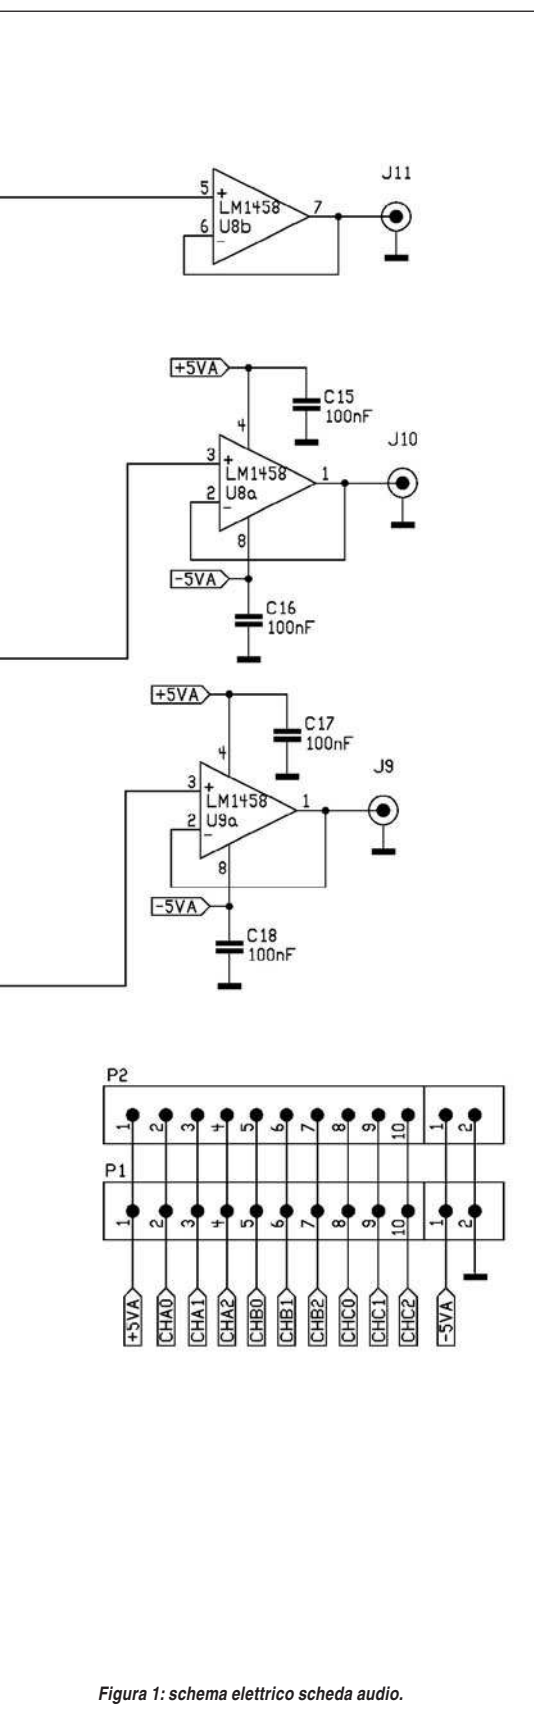 J11
5
+
LM1458
7
6
U8b
-
+5VA
C15
100nF
4
J10
3
+
LM1458
1
2
U8a
-
8
-5VA
C16
100nF
+5VA
C17
100nF
4
J9
3
+
LM1458
1
2
U9a
-
8
-5VA
C18
100nF
P2
1 2 3 4 5 6 7 8 9 10 1 2
P1
1 2 3 4 5 6 7 8 9 10 1 2
+5VA CHA0 CHA1 CHA2 CHB0 CHB1 CHB2 CHC0 CHC1 CHC2 -5VA
Figura 1: schema elettrico scheda audio.